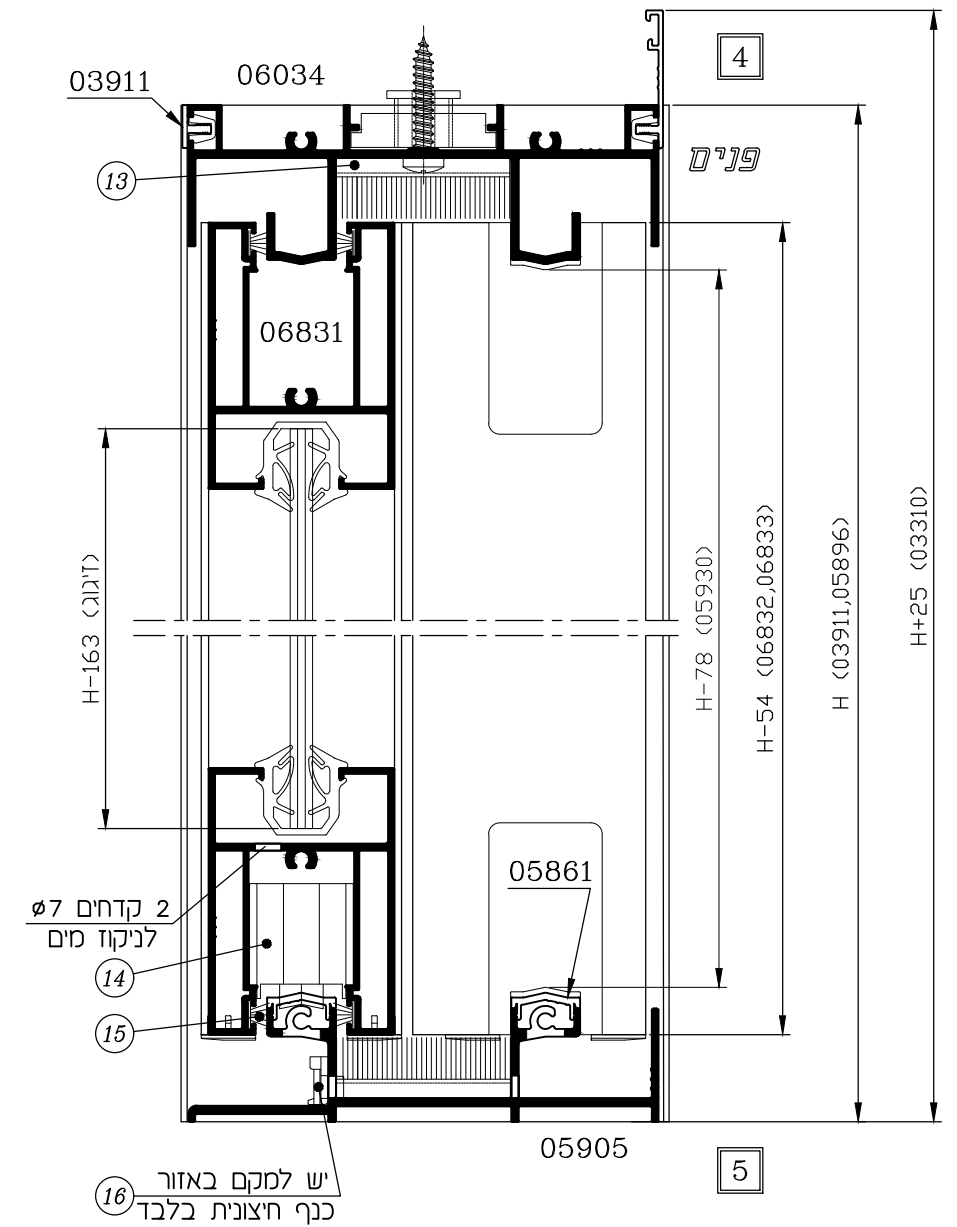 4
03911
06034
פנים
13
06831
H-163 (זיגוג)
H-78 (05930)
H-54 (06832,06833)
H (03911,05896)
H+25 (03310)
05861
2 קדחים ø7
לניקוז מים
14
15
05905
5
16
יש למקם באזור
כנף חיצונית בלבד